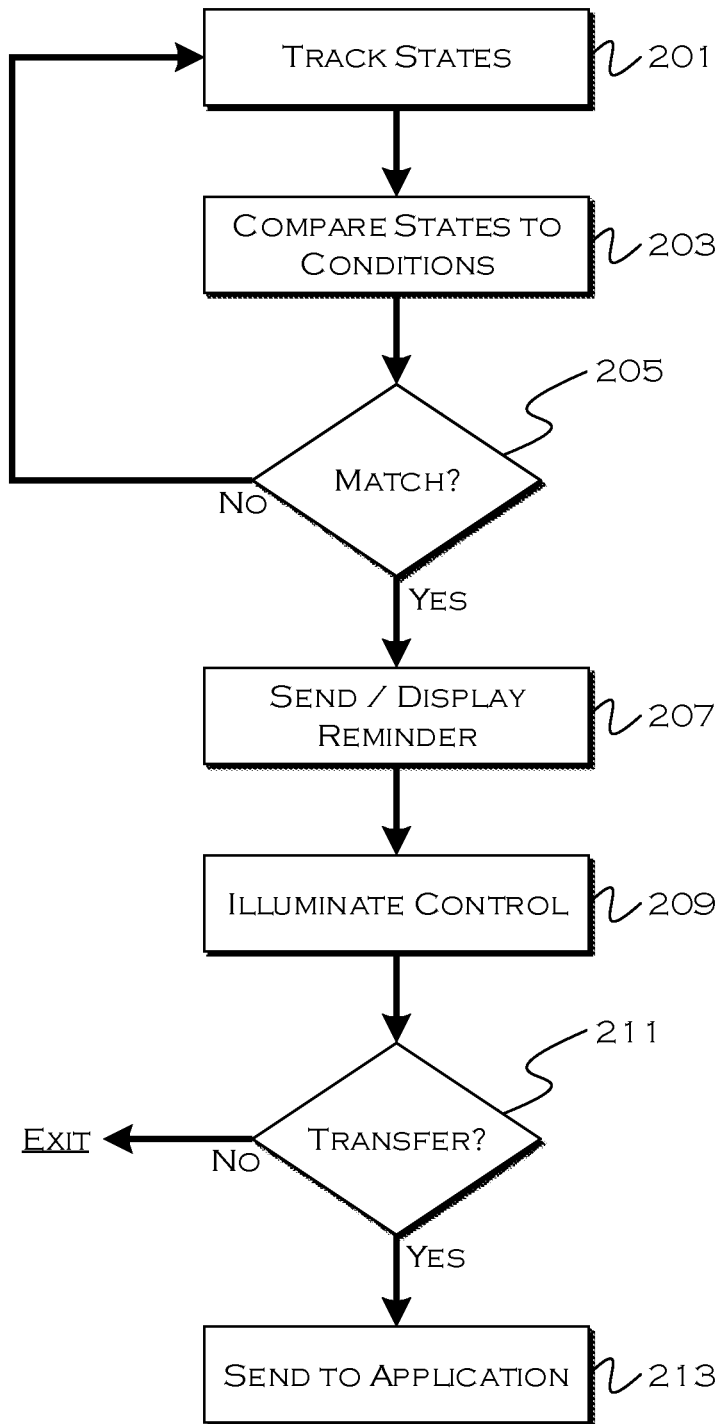 TRACK STATES
201
COMPARE STATES TO
CONDITIONS
203
205
MATCH?
NO
YES
SEND / DISPLAY
REMINDER
207
ILLUMINATE CONTROL
209
211
TRANSFER?
EXIT
NO
YES
SEND TO APPLICATION
213